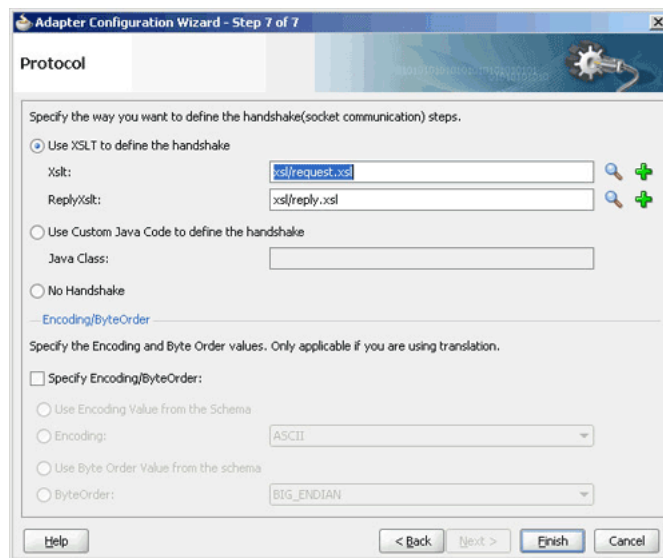 Adapter Configuration Wizard - Step 7 of 7
Protocol
Specify the way you want to define the handshake(socket communication) steps.
Use XSLT to define the handshake
Xslt: xsl/request.xsl
ReplyXslt: xsl/reply.xsl
Use Custom Java Code to define the handshake
Java Class:
No Handshake
Encoding/ByteOrder
Specify the Encoding and Byte Order values. Only applicable if you are using translation.
Specify Encoding/ByteOrder:
Use Encoding Value from the Schema
Encoding: ASCII
Use Byte Order Value from the schema
ByteOrder: BIG_ENDIAN
Help < Back Next > Finish Cancel